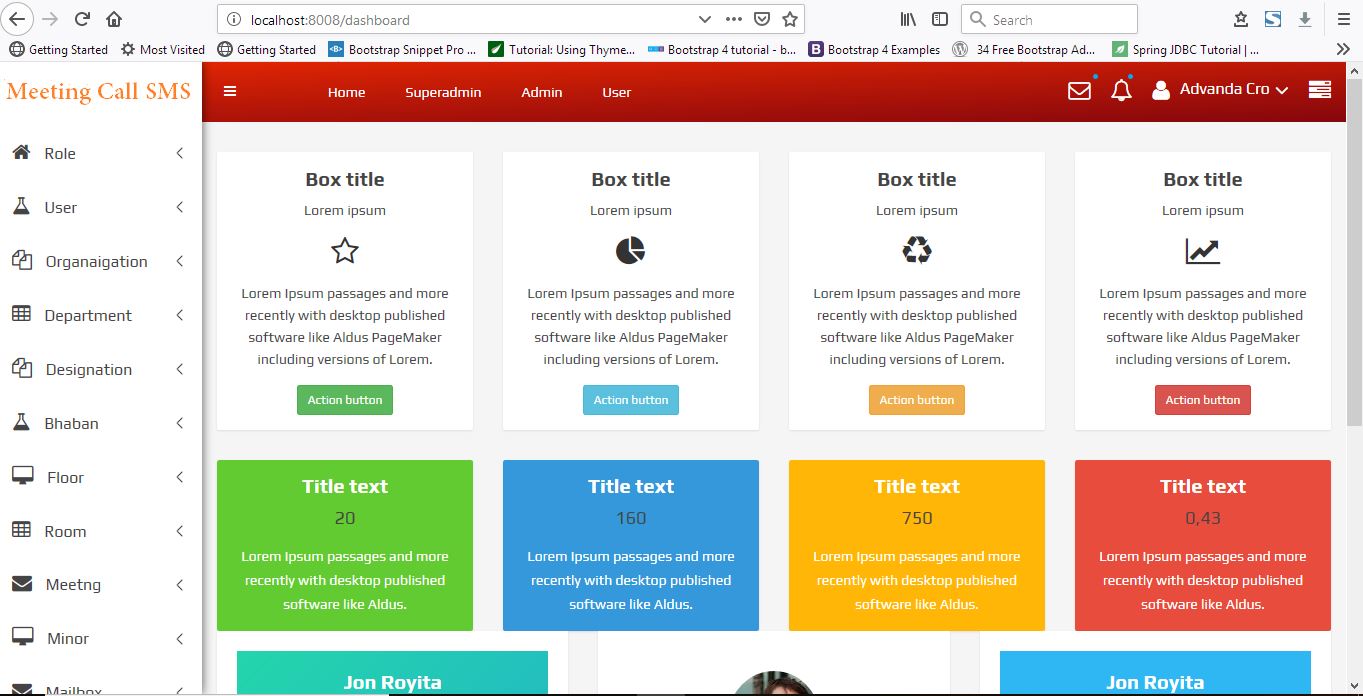 localhost:8008/dashboard
Search
Getting Started
Most Visited
Getting Started
Bootstrap Snippet Pro ...
Tutorial: Using Thyme...
Bootstrap 4 tutorial - b...
Bootstrap 4 Examples
34 Free Bootstrap Ad...
Spring JDBC Tutorial | ...
Meeting Call SMS
Home
Superadmin
Admin
User
Advanda Cro
Role
User
Organaigation
Department
Designation
Bhaban
Floor
Room
Meetng
Minor
Mailbox
Box title
Lorem ipsum
Lorem Ipsum passages and more
recently with desktop published
software like Aldus PageMaker
including versions of Lorem.
Action button
Box title
Lorem ipsum
Lorem Ipsum passages and more
recently with desktop published
software like Aldus PageMaker
including versions of Lorem.
Action button
Box title
Lorem ipsum
Lorem Ipsum passages and more
recently with desktop published
software like Aldus PageMaker
including versions of Lorem.
Action button
Box title
Lorem ipsum
Lorem Ipsum passages and more
recently with desktop published
software like Aldus PageMaker
including versions of Lorem.
Action button
Title text
20
Lorem Ipsum passages and more
recently with desktop published
software like Aldus.
Title text
160
Lorem Ipsum passages and more
recently with desktop published
software like Aldus.
Title text
750
Lorem Ipsum passages and more
recently with desktop published
software like Aldus.
Title text
0,43
Lorem Ipsum passages and more
recently with desktop published
software like Aldus.
Jon Royita
Jon Royita